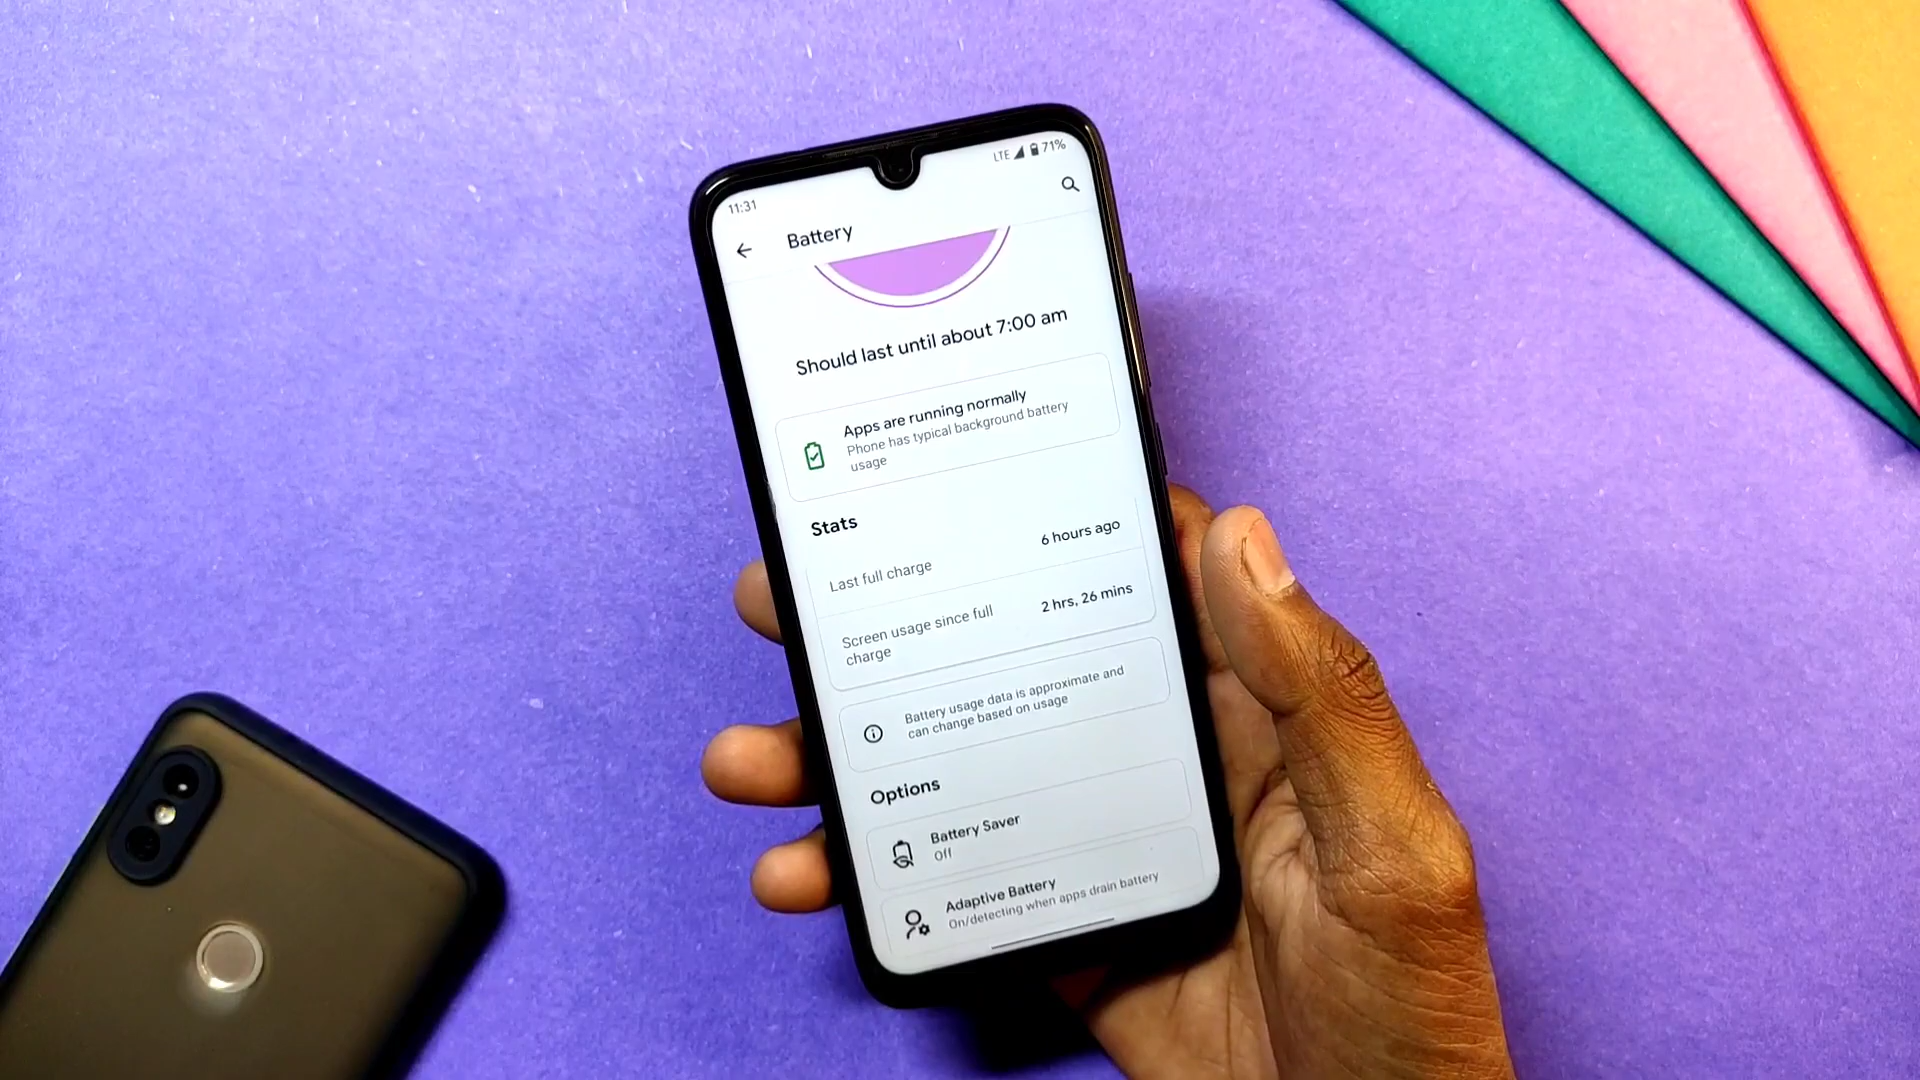 11:31
LTE 71%
Battery
Should last until about 7:00 am
Apps are running normally
Phone has typical background battery
usage
Stats
Last full charge
6 hours ago
Screen usage since full
charge
2 hrs, 26 mins
Battery usage data is approximate and
can change based on usage
Options
Battery Saver
Off
Adaptive Battery
On/detecting when apps drain battery